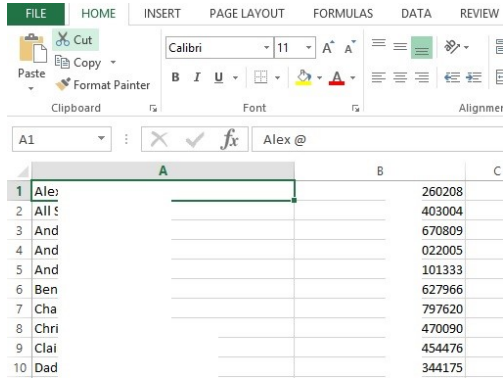 FILE HOME INSERT PAGE LAYOUT FORMULAS DATA REVIEW
Cut
Copy
Paste
Format Painter
Calibri 11 A A
B I U A
Clipboard Font
A1 fx Alex @
A B C
1 Alex 260208
2 All 403004
3 And 670809
4 And 022005
5 And 101333
6 Ben 627966
7 Cha 797620
8 Chri 470090
9 Clai 454476
10 Dad 344175